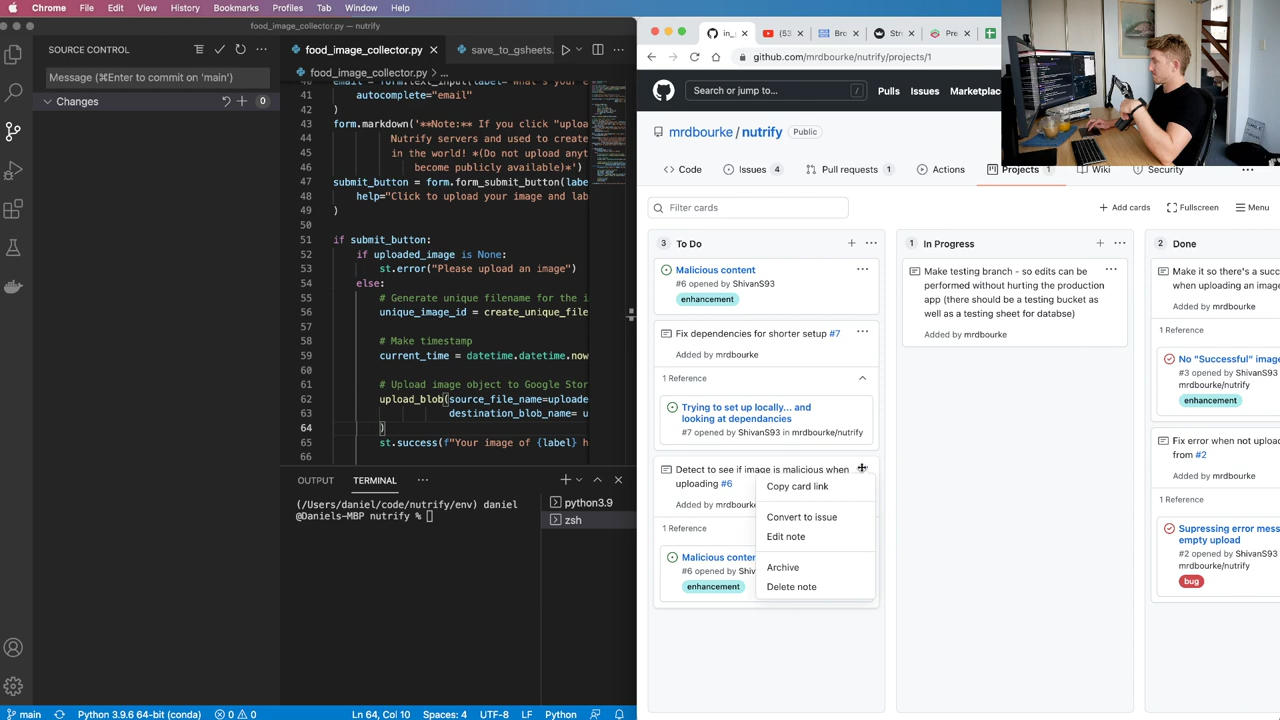 Chrome File Edit View History Bookmarks Profiles Tab Window Help
food_image_collector.py — nutrify
SOURCE CONTROL
Message (⌘Enter to commit on 'main')
Changes
0
food_image_collector.py
save_to_gsheets.
food_image_collector.py > ...
41 autocomplete="email"
42 )
43 form.markdown('**Note:** If you click "uploa
44 Nutrify servers and used to create
45 in the world! *(Do not upload anyt
46 become publicly available)*')
47 submit_button = form.form_submit_button(labe
48 help="Click to upload your image and lab
49 )
50
51 if submit_button:
52 if uploaded_image is None:
53 st.error("Please upload an image")
54 else:
55 # Generate unique filename for the i
56 unique_image_id = create_unique_file
57
58 # Make timestamp
59 current_time = datetime.datetime.now
60
61 # Upload image object to Google Stor
62 upload_blob(source_file_name=uploade
63 destination_blob_name= u
64 )
65 st.success(f"Your image of {label} h
66
OUTPUT TERMINAL
(/Users/daniel/code/nutrify/env) daniel
@Daniels-MBP nutrify %
python3.9
zsh
main
Python 3.9.6 64-bit (conda)
0 0
Ln 64, Col 10
Spaces: 4
UTF-8
LF
Python
in_
(53
Bro
Str
Pre
github.com/mrdbourke/nutrify/projects/1
Search or jump to...
/
Pulls Issues Marketplac
mrdbourke / nutrify Public
Code Issues 4 Pull requests 1 Actions Projects 1 Wiki Security
Filter cards
Add cards Fullscreen Menu
3 To Do
Malicious content
#6 opened by ShivanS93
enhancement
Fix dependencies for shorter setup #7
Added by mrdbourke
1 Reference
Trying to set up locally... and
looking at dependancies
#7 opened by ShivanS93 in mrdbourke/nutrify
Detect to see if image is malicious when
uploading #6
Added by mrdbourke
1 Reference
Malicious conter
#6 opened by Shiv
enhancement
Copy card link
Convert to issue
Edit note
Archive
Delete note
1 In Progress
Make testing branch - so edits can be
performed without hurting the production
app (there should be a testing bucket as
well as a testing sheet for databse)
Added by mrdbourke
2 Done
Make it so there's a succ
when uploading an image
Added by mrdbourke
1 Reference
No "Successful" image
#3 opened by ShivanS93
mrdbourke/nutrify
enhancement
Fix error when not upload
from #2
Added by mrdbourke
1 Reference
Supressing error mess
empty upload
#2 opened by ShivanS93
mrdbourke/nutrify
bug